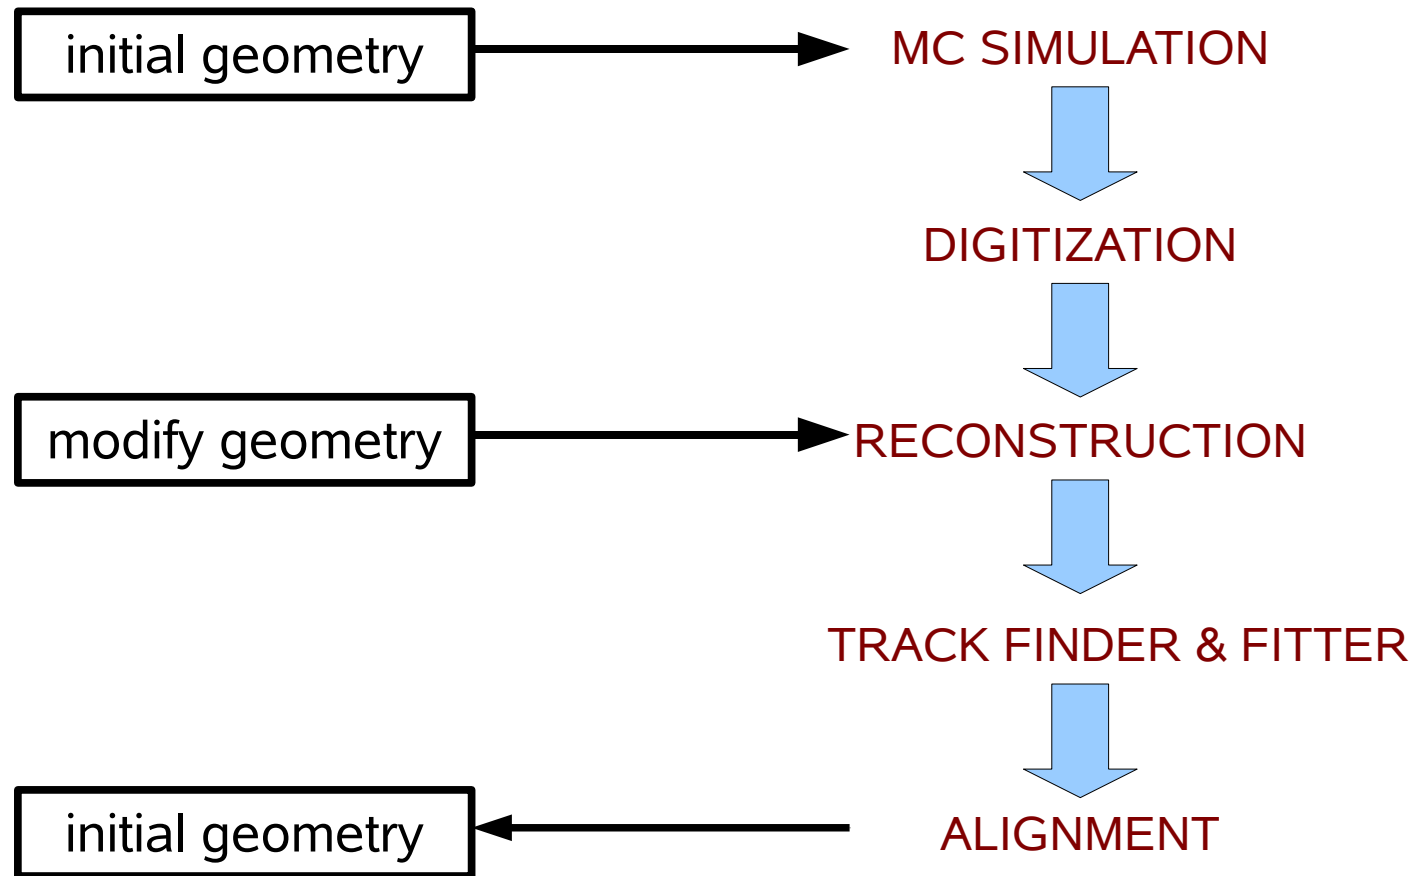 initial geometry
MC SIMULATION
DIGITIZATION
modify geometry
RECONSTRUCTION
TRACK FINDER & FITTER
initial geometry
ALIGNMENT